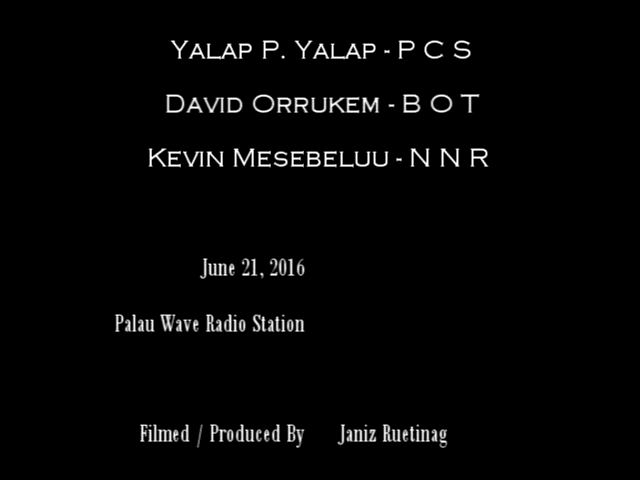 Yalap P. Yalap - P C S
David Orrukem - B O T
Kevin Mesebeluu - N N R
June 21, 2016
Palau Wave Radio Station
Filmed / Produced By Janiz Ruetinag